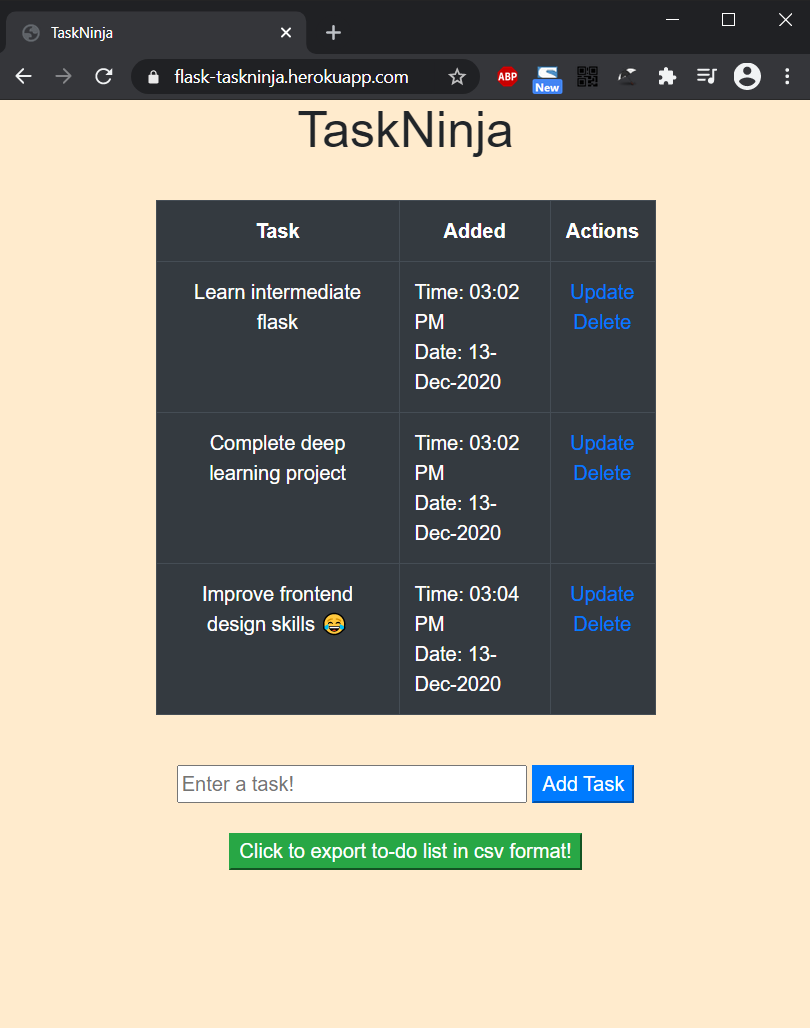 TaskNinja
flask-taskninja.herokuapp.com
ABP
New
TaskNinja
Task Added Actions
Learn intermediate Time: 03:02 Update
flask PM Delete
Date: 13-
Dec-2020
Complete deep Time: 03:02 Update
learning project PM Delete
Date: 13-
Dec-2020
Improve frontend Time: 03:04 Update
design skills 😂 PM Delete
Date: 13-
Dec-2020
Enter a task! Add Task
Click to export to-do list in csv format!